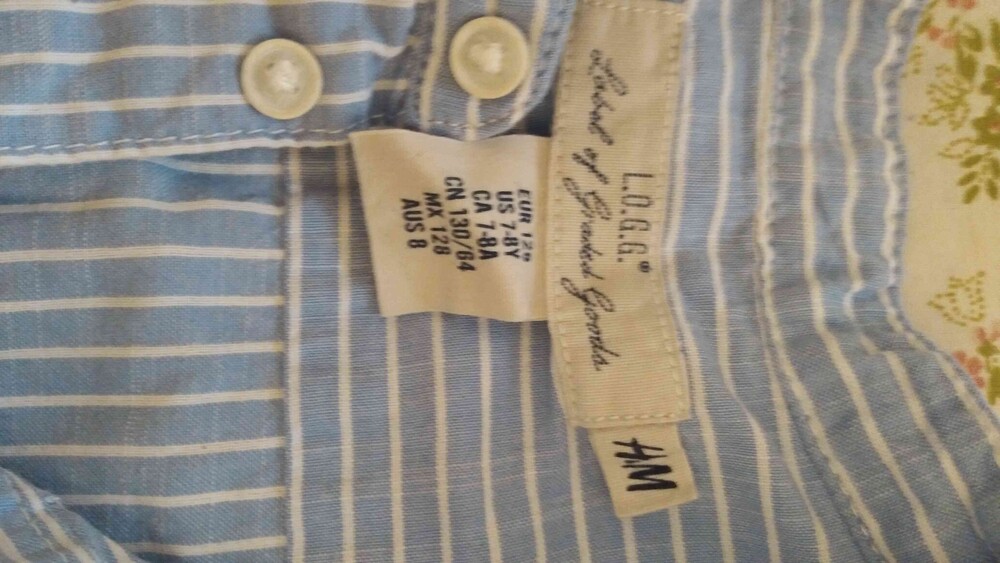 L.O.G.G.®
Label of Graded Goods
H&M
EUR 128
US 7-8Y
CA 7-8A
CN 130/64
MX 128
AUS 8